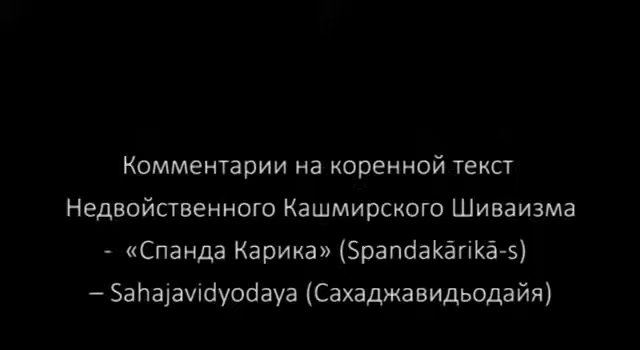 Комментарии на коренной текст
Недвойственного Кашмирского Шиваизма
- «Спанда Карика» (Spandakārikā-s)
– Sahajavidyodaya (Сахаджавидьодайя)